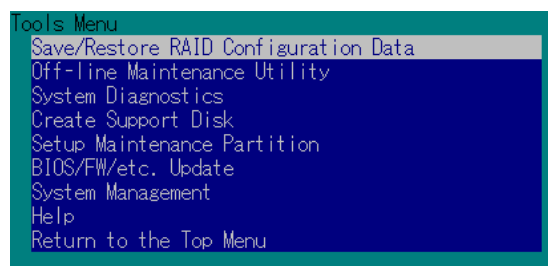 Tools Menu
Save/Restore RAID Configuration Data
Off-line Maintenance Utility
System Diagnostics
Create Support Disk
Setup Maintenance Partition
BIOS/FW/etc. Update
System Management
Help
Return to the Top Menu